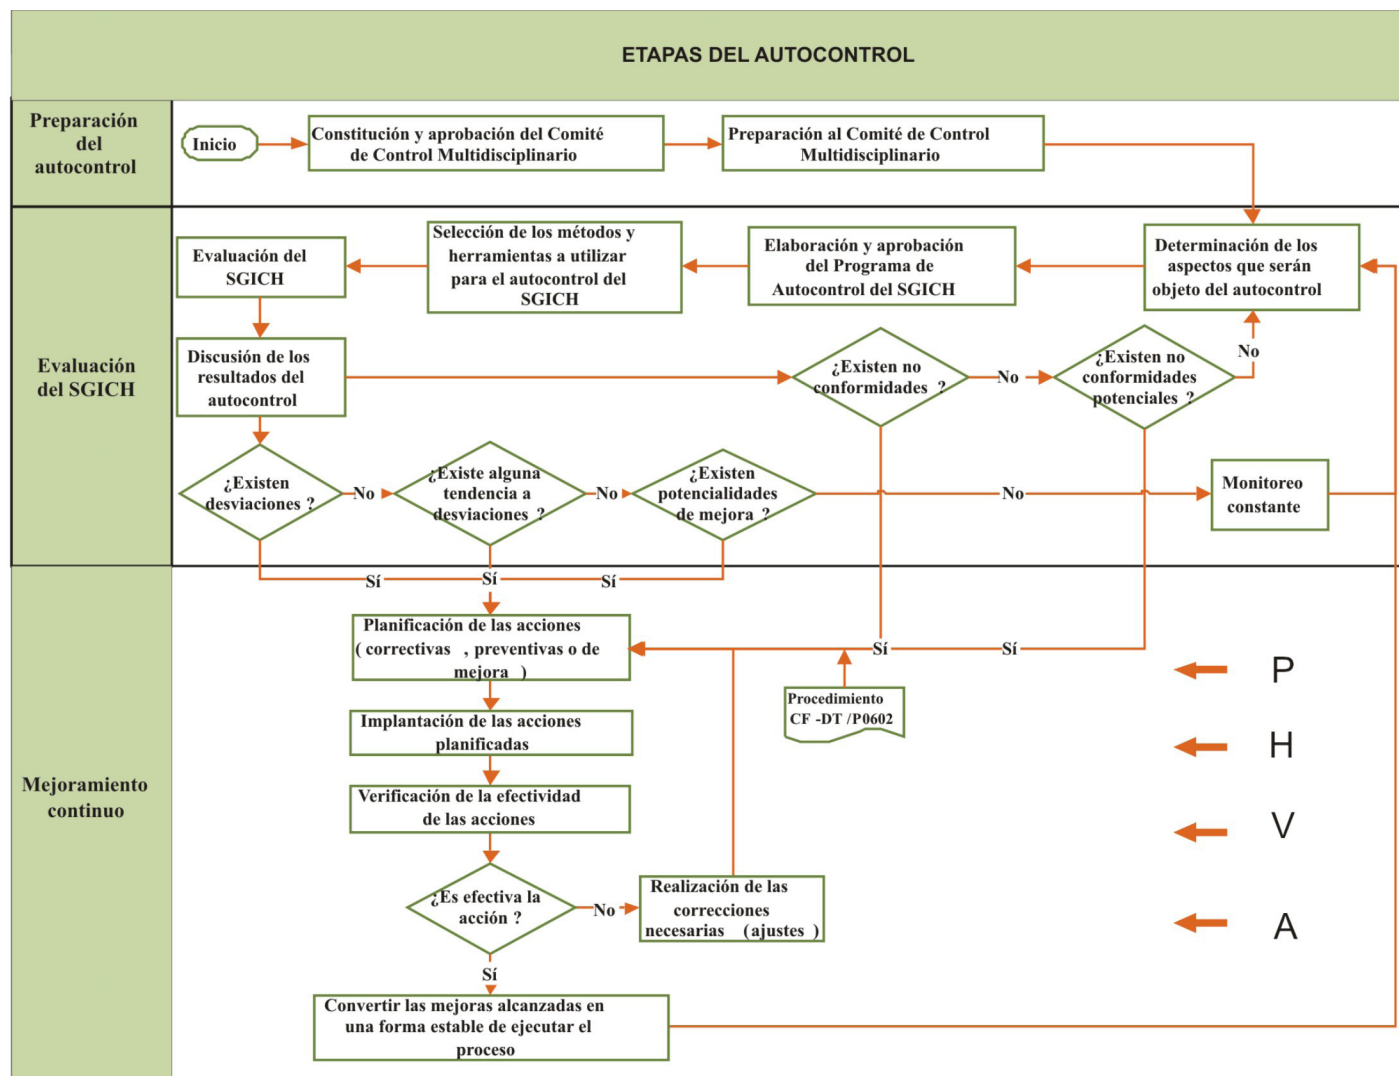 ETAPAS DEL AUTOCONTROL
Preparación
del
autocontrol
Inicio
Constitución y aprobación del Comité
de Control Multidisciplinario
Preparación al Comité de Control
Multidisciplinario
Evaluación
del SGICH
Evaluación del
SGICH
Selección de los métodos y
herramientas a utilizar
para el autocontrol del
SGICH
Elaboración y aprobación
del Programa de
Autocontrol del SGICH
Determinación de los
aspectos que serán
objeto del autocontrol
Discusión de los
resultados del
autocontrol
¿Existen no
conformidades ?
No
¿Existen no
conformidades
potenciales ?
No
¿Existen
desviaciones ?
No
¿Existe alguna
tendencia a
desviaciones ?
No
¿Existen
potencialidades
de mejora ?
No
Monitoreo
constante
Sí
Sí
Sí
Mejoramiento
continuo
Planificación de las acciones
( correctivas , preventivas o de
mejora )
Sí
Sí
Procedimiento
CF -DT /P0602
Implantación de las acciones
planificadas
Verificación de la efectividad
de las acciones
¿Es efectiva la
acción ?
No
Realización de las
correcciones
necesarias (ajustes )
Sí
Convertir las mejoras alcanzadas en
una forma estable de ejecutar el
proceso
P
H
V
A